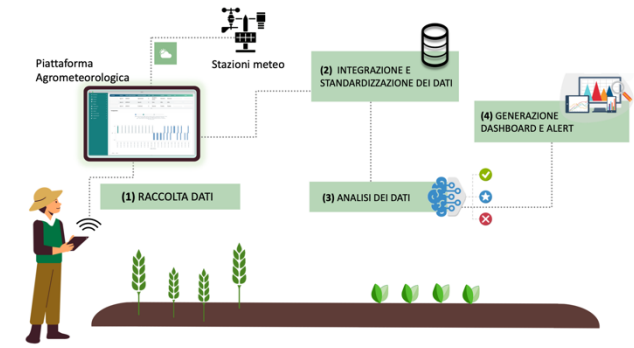 Piattaforma
Agrometeorologica
Stazioni meteo
(1) RACCOLTA DATI
(2) INTEGRAZIONE E
STANDARDIZZAZIONE DEI DATI
(3) ANALISI DEI DATI
(4) GENERAZIONE
DASHBOARD E ALERT